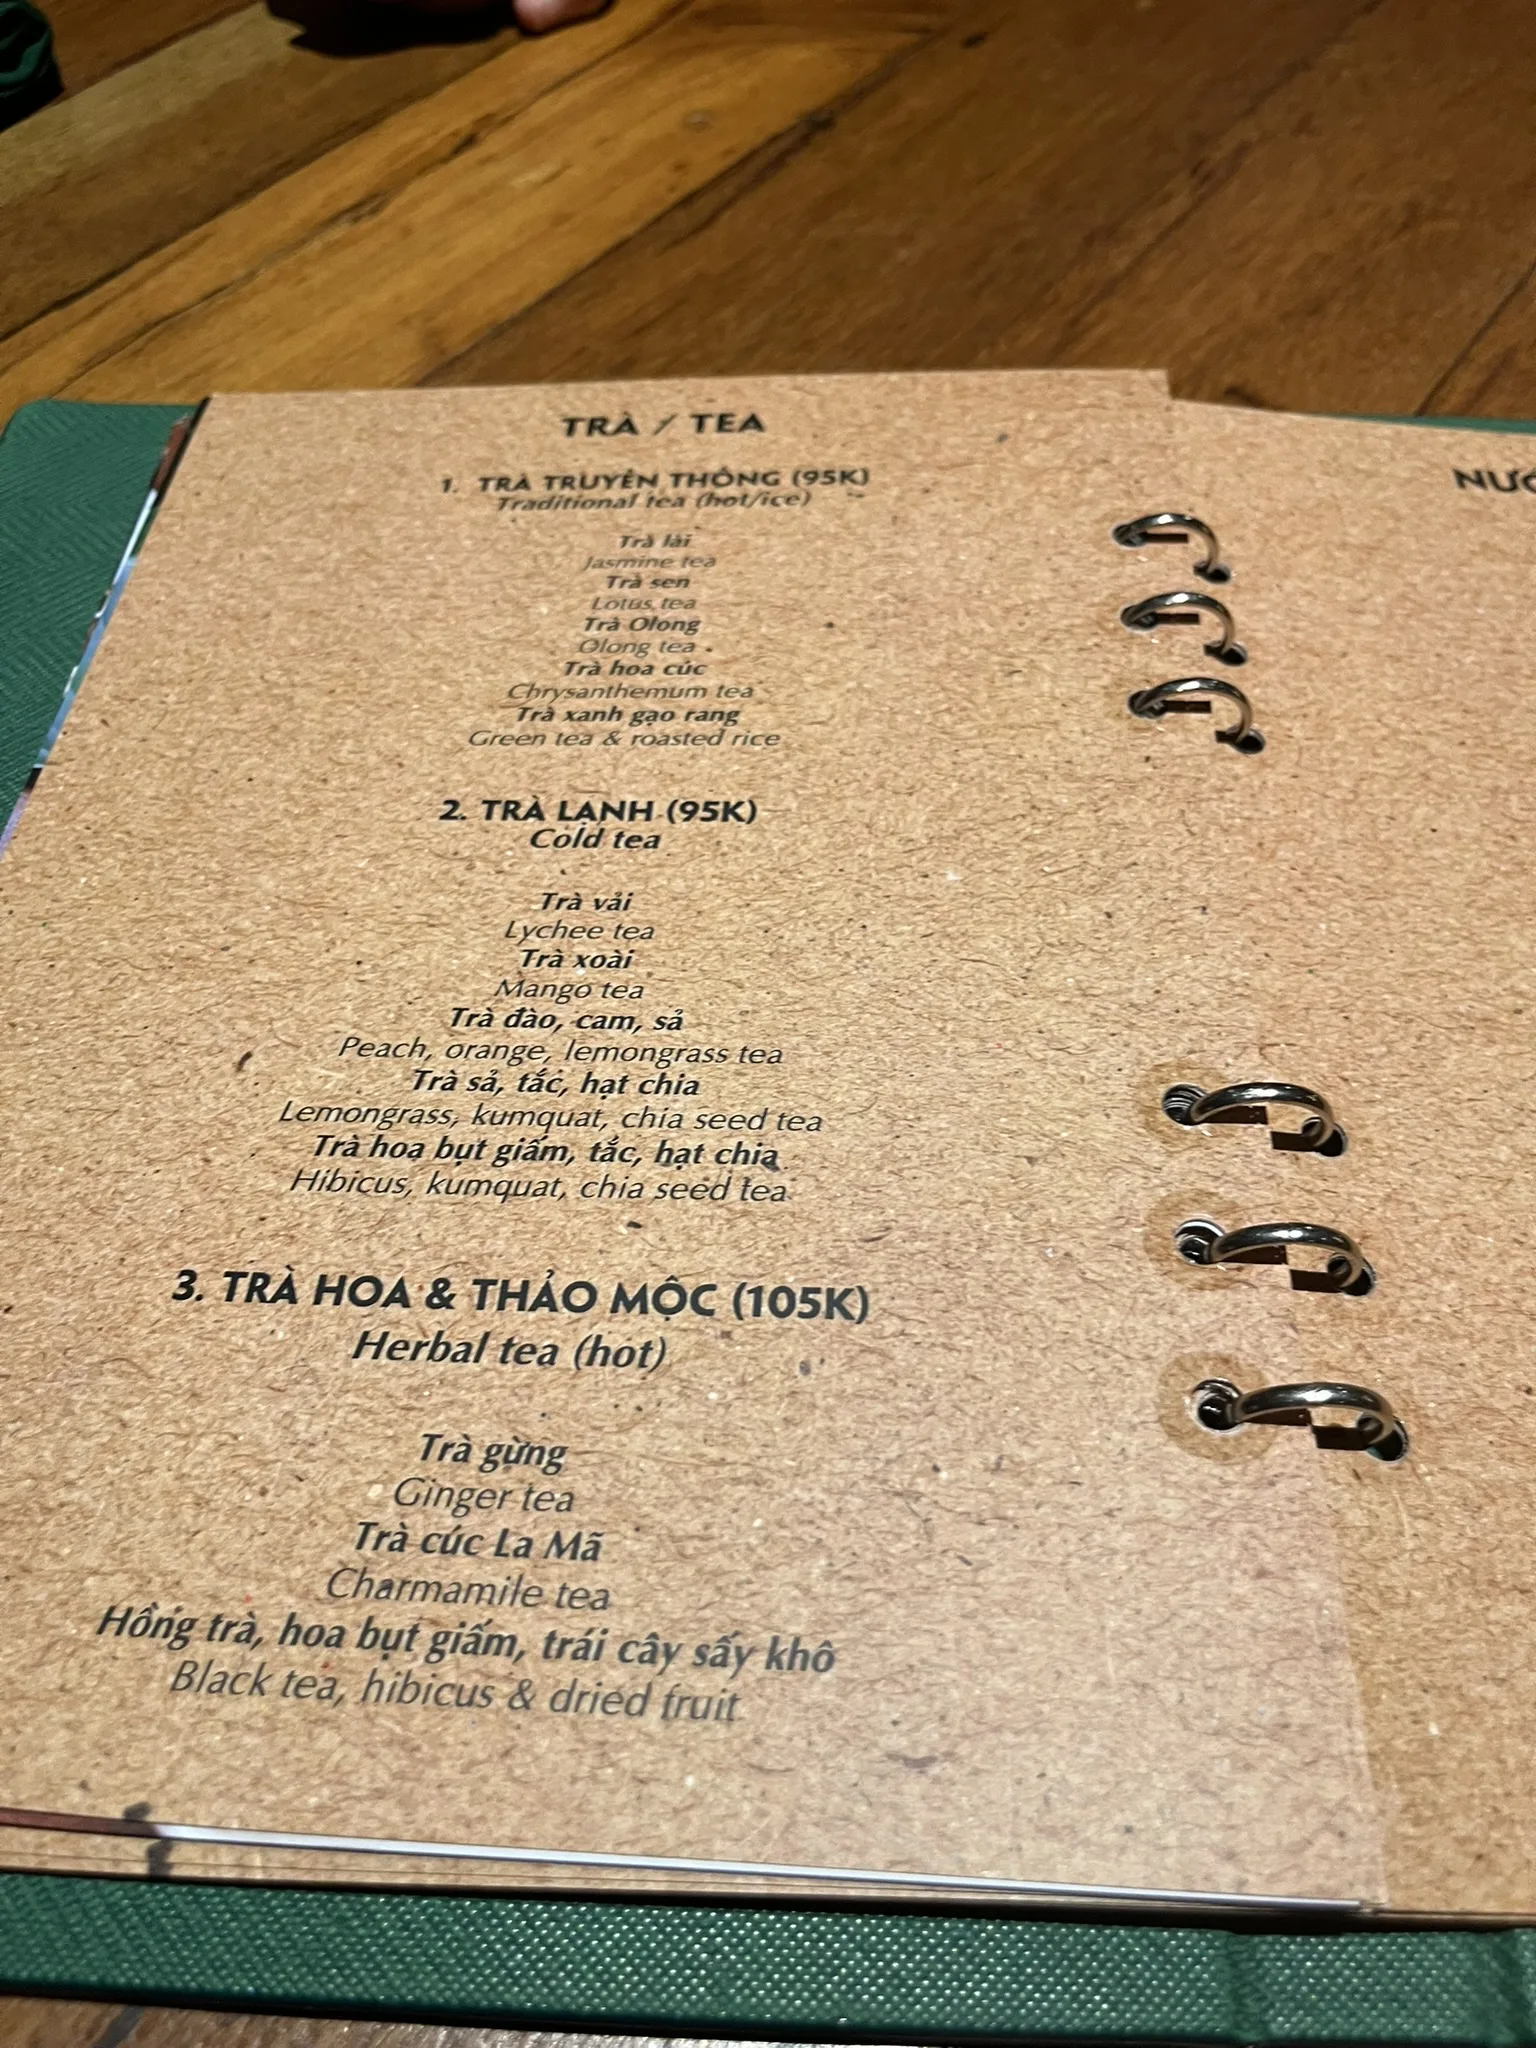 TRÀ / TEA
1. TRÀ TRUYỀN THỐNG (95K)
Traditional tea (hot/ice)
Trà lài
Jasmine tea
Trà sen
Lotus tea
Trà Olong
Olong tea
Trà hoa cúc
Chrysanthemum tea
Trà xanh gạo rang
Green tea & roasted rice
2. TRÀ LẠNH (95K)
Cold tea
Trà vải
Lychee tea
Trà xoài
Mango tea
Trà đào, cam, sả
Peach, orange, lemongrass tea
Trà sả, tắc, hạt chia
Lemongrass, kumquat, chia seed tea
Trà hoa bụt giấm, tắc, hạt chia
Hibicus, kumquat, chia seed tea
3. TRÀ HOA & THẢO MỘC (105K)
Herbal tea (hot)
Trà gừng
Ginger tea
Trà cúc La Mã
Charmamile tea
Hồng trà, hoa bụt giấm, trái cây sấy khô
Black tea, hibicus & dried fruit